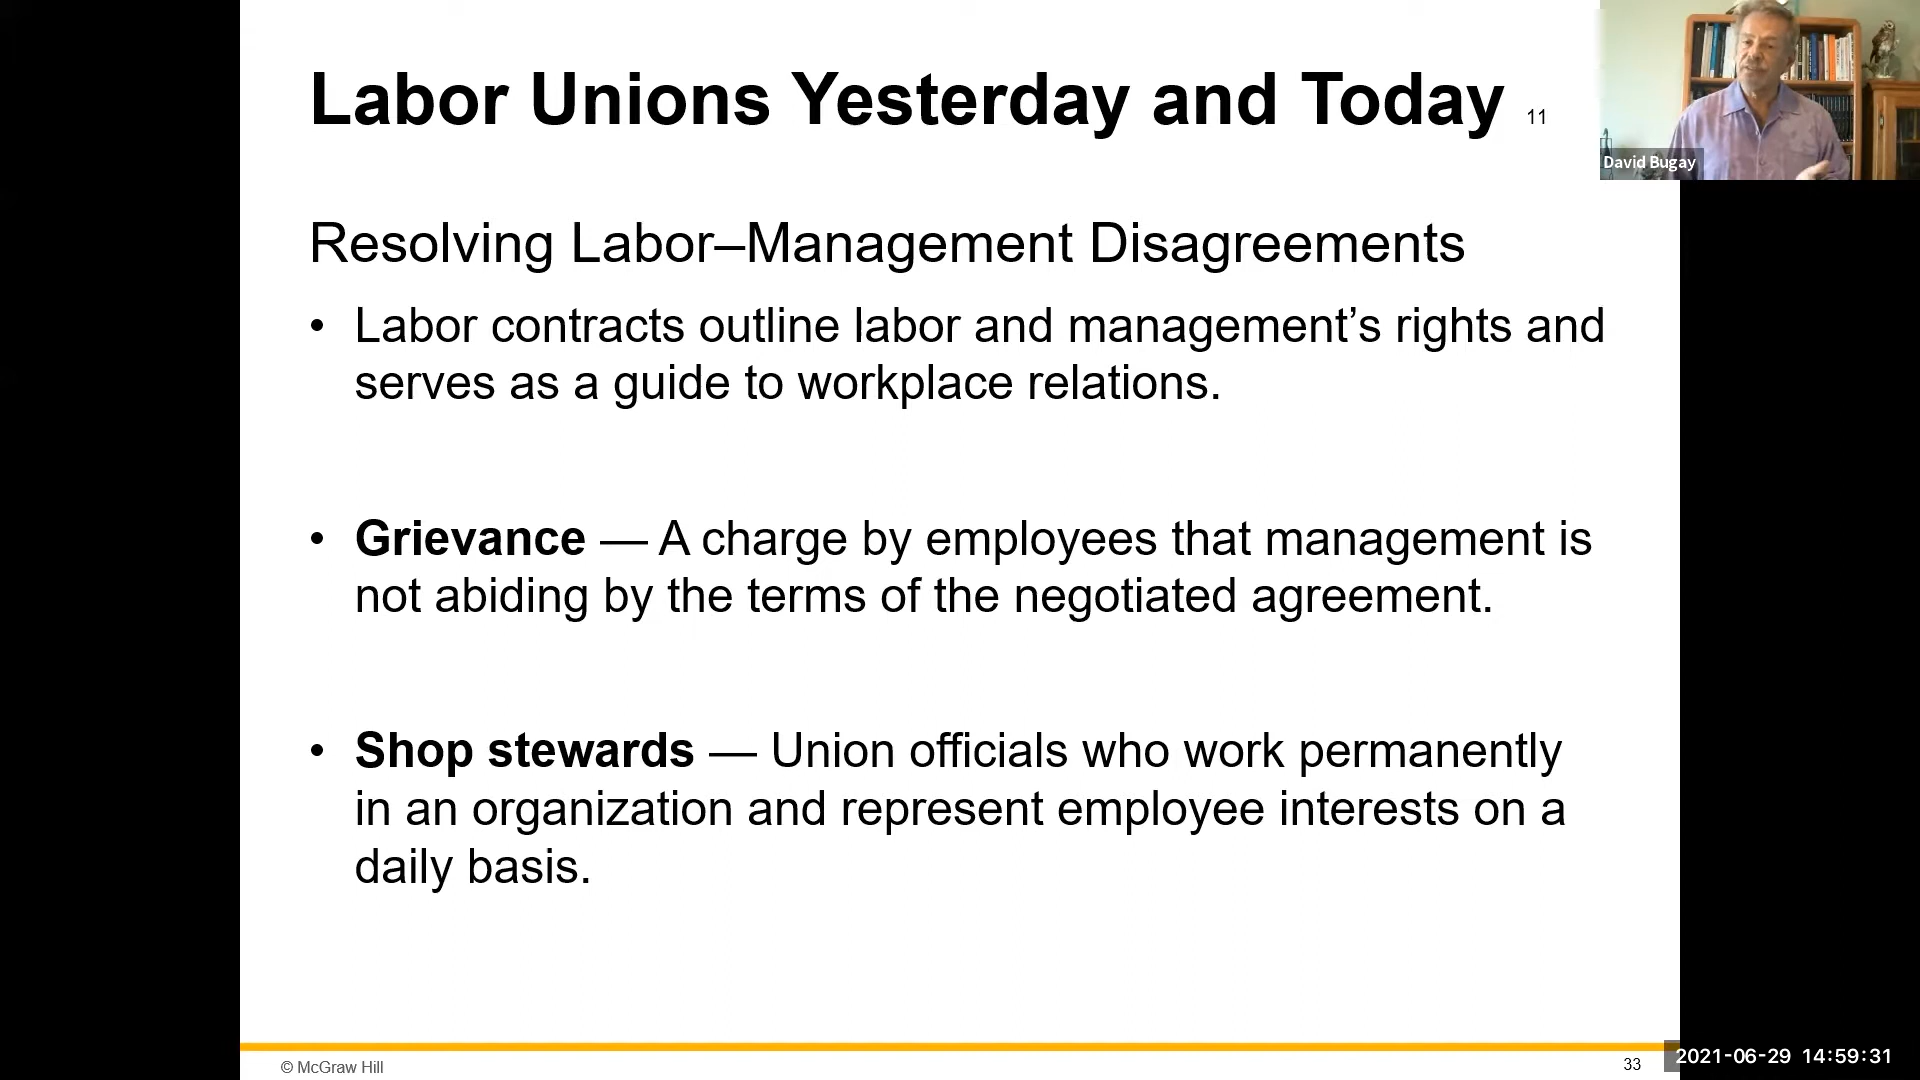 Labor Unions Yesterday and Today 11
David Bugay
Resolving Labor–Management Disagreements
• Labor contracts outline labor and management’s rights and
serves as a guide to workplace relations.
• Grievance — A charge by employees that management is
not abiding by the terms of the negotiated agreement.
• Shop stewards — Union officials who work permanently
in an organization and represent employee interests on a
daily basis.
© McGraw Hill
33
2021-06-29 14:59:31